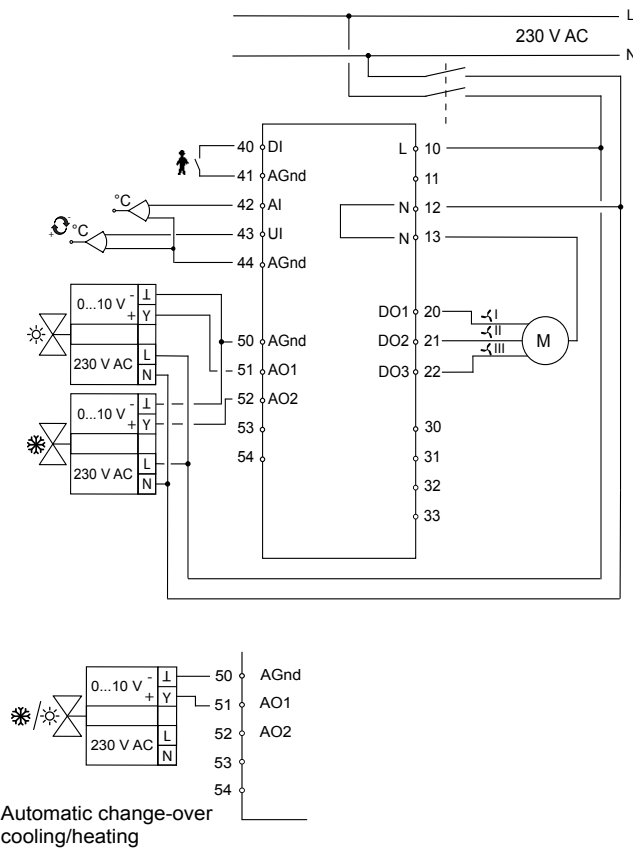 L
230 V AC
N
40 DI
L 10
41 AGnd
11
°C
42 AI
N 12
°C
43 UI
N 13
44 AGnd
0...10 V - ⊥
+ Y
DO1 20 I
230 V AC L
N
50 AGnd
DO2 21 II
M
51 AO1
DO3 22 III
0...10 V - ⊥
+ Y
52 AO2
53
30
54
31
230 V AC L
N
32
33
0...10 V - ⊥
+ Y
50 AGnd
51 AO1
230 V AC L
N
52 AO2
53
54
Automatic change-over
cooling/heating